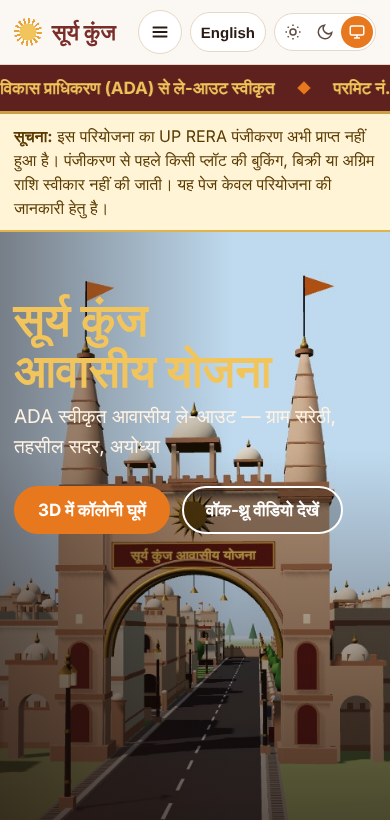 सूर्य कुंज
English
विकास प्राधिकरण (ADA) से ले-आउट स्वीकृत ◆ परमिट नं.
सूचना: इस परियोजना का UP RERA पंजीकरण अभी प्राप्त नहीं
हुआ है। पंजीकरण से पहले किसी प्लॉट की बुकिंग, बिक्री या अग्रिम
राशि स्वीकार नहीं की जाती। यह पेज केवल परियोजना की
जानकारी हेतु है।
सूर्य कुंज
आवासीय योजना
ADA स्वीकृत आवासीय ले-आउट — ग्राम सरेठी,
तहसील सदर, अयोध्या
3D में कॉलोनी घूमें
वॉक-थ्रू वीडियो देखें
सूर्य कुंज आवासीय योजना